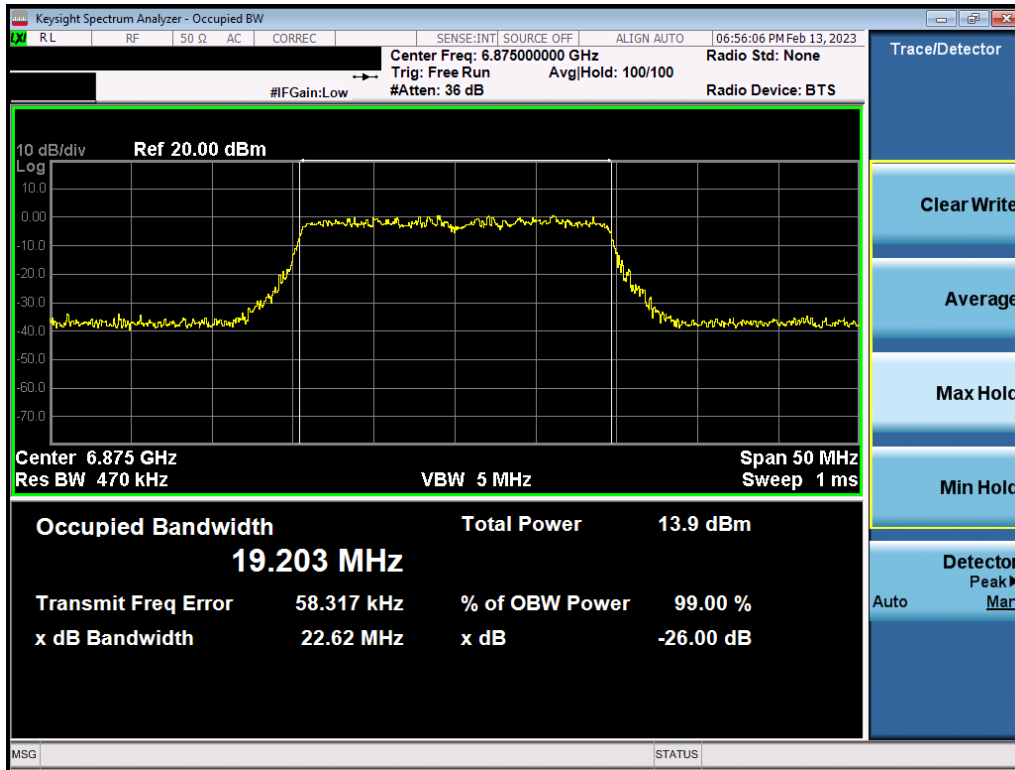 Keysight Spectrum Analyzer - Occupied BW
LXI RL RF 50 Ω AC CORREC SENSE:INT SOURCE OFF ALIGN AUTO 06:56:06 PM Feb 13, 2023
Center Freq: 6.875000000 GHz Radio Std: None
Trig: Free Run Avg|Hold: 100/100
#IFGain:Low #Atten: 36 dB Radio Device: BTS
10 dB/div Ref 20.00 dBm
Log
10.0
0.00
-10.0
-20.0
-30.0
-40.0
-50.0
-60.0
-70.0
Center 6.875 GHz Span 50 MHz
Res BW 470 kHz VBW 5 MHz Sweep 1 ms
Occupied Bandwidth Total Power 13.9 dBm
19.203 MHz
Transmit Freq Error 58.317 kHz % of OBW Power 99.00 %
x dB Bandwidth 22.62 MHz x dB -26.00 dB
MSG STATUS
Trace/Detector
Clear Write
Average
Max Hold
Min Hold
Detector
Peak▶
Auto Man